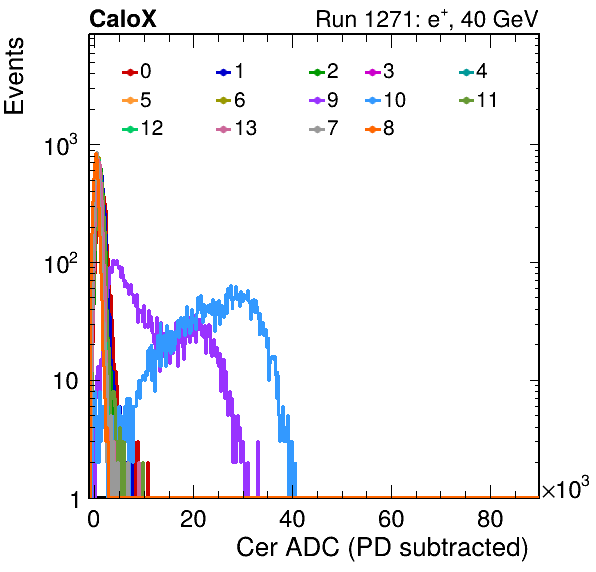 CaloX Run 1271: e⁺, 40 GeV
Events
0 1 2 3 4
5 6 9 10 11
12 13 7 8
10³
10²
10
1
0 20 40 60 80 ×10³
Cer ADC (PD subtracted)